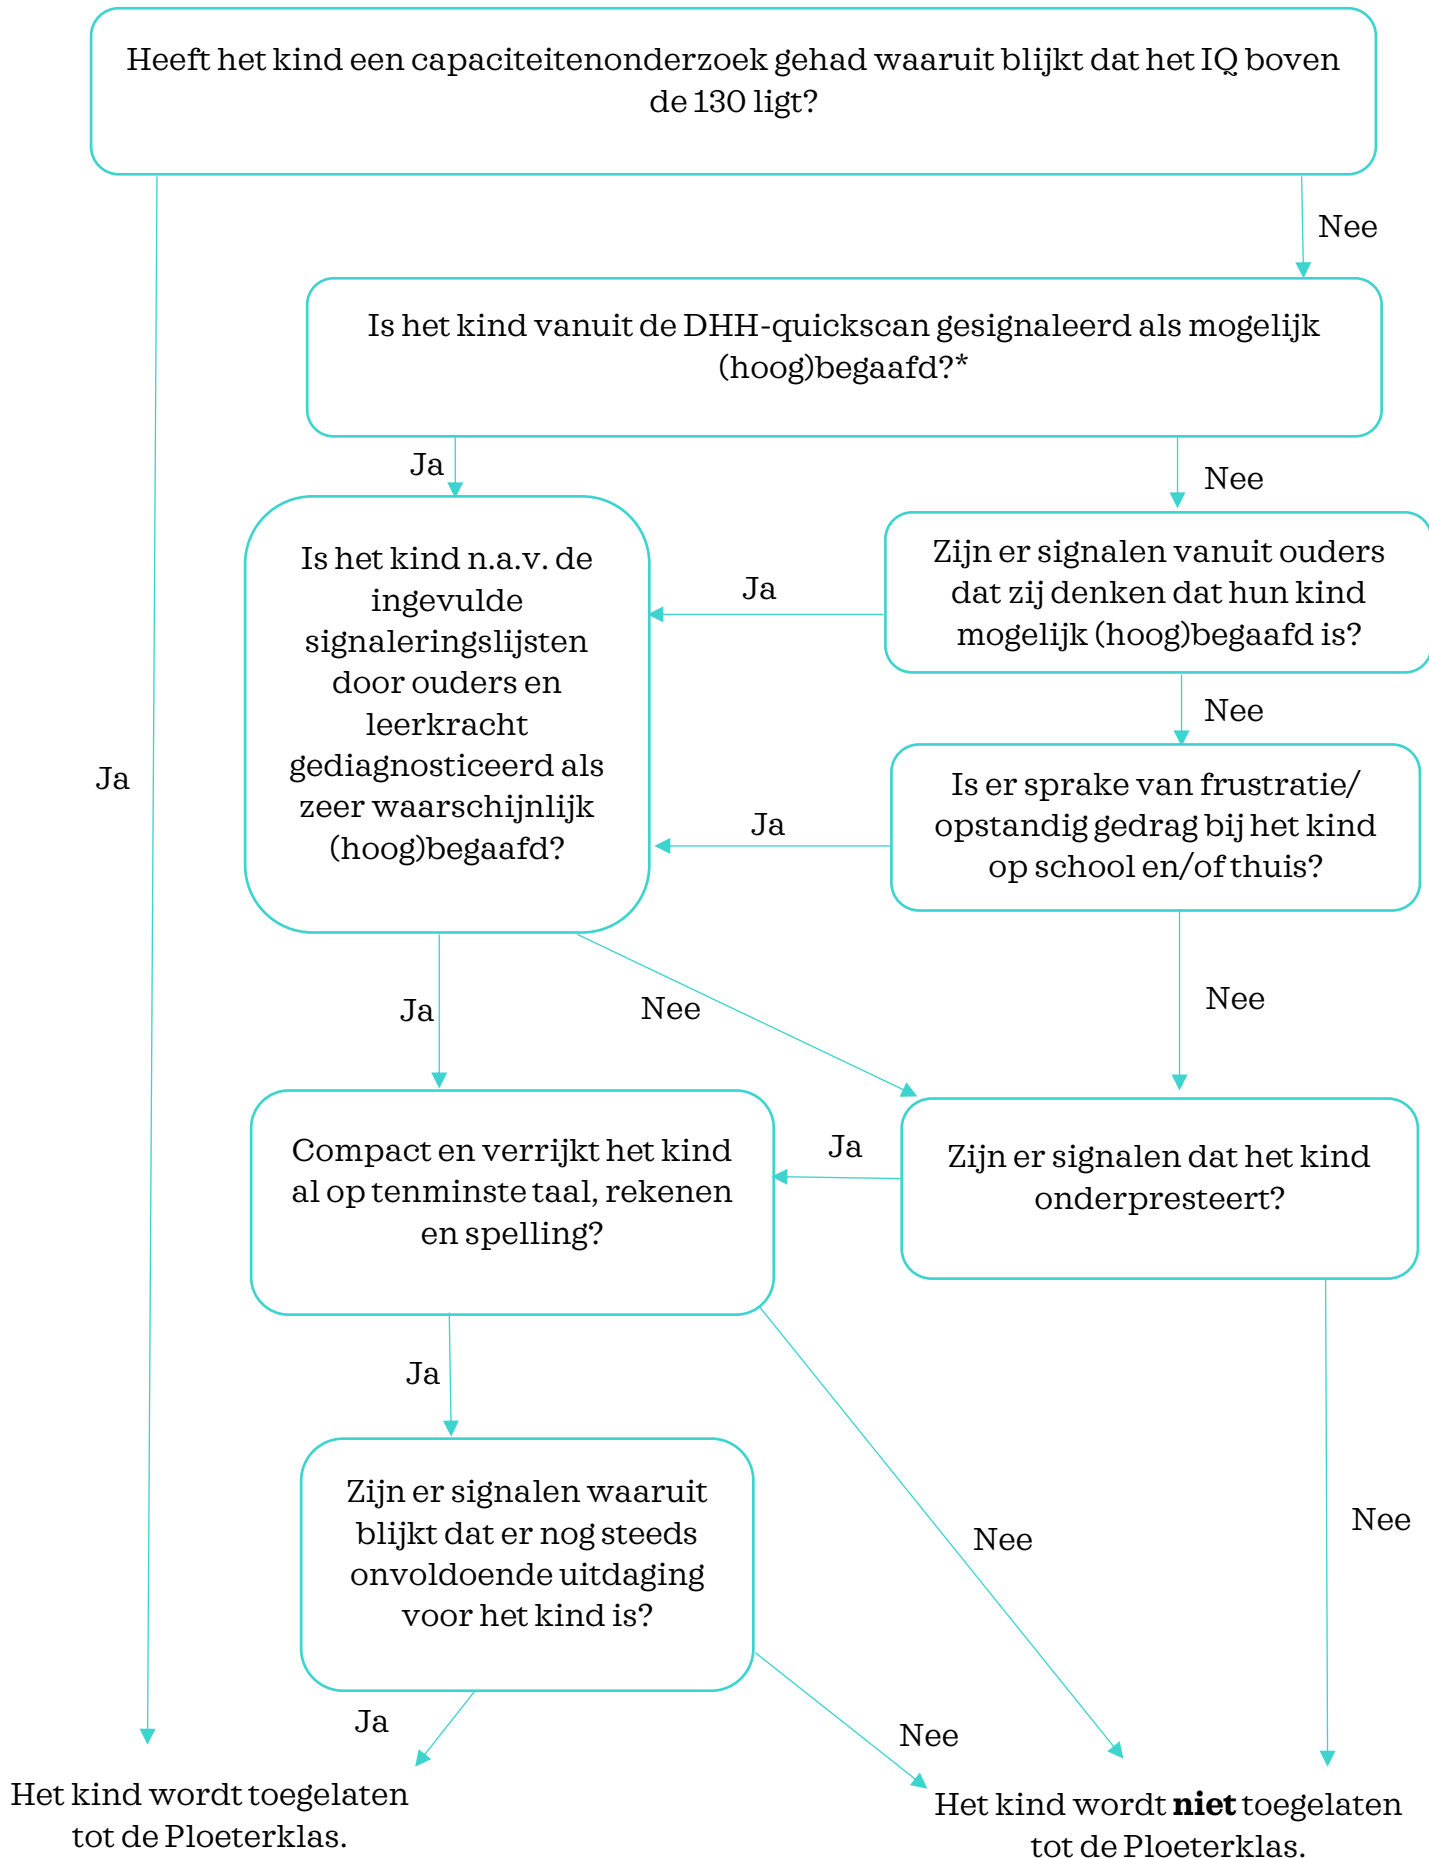 Heeft het kind een capaciteitenonderzoek gehad waaruit blijkt dat het IQ boven
de 130 ligt?
Nee
Is het kind vanuit de DHH-quickscan gesignaleerd als mogelijk
(hoog)begaafd?*
Ja
Nee
Is het kind n.a.v. de
ingevulde
signaleringslijsten
door ouders en
leerkracht
gediagnosticeerd als
zeer waarschijnlijk
(hoog)begaafd?
Ja
Zijn er signalen vanuit ouders
dat zij denken dat hun kind
mogelijk (hoog)begaafd is?
Nee
Ja
Ja
Is er sprake van frustratie/
opstandig gedrag bij het kind
op school en/of thuis?
Ja
Nee
Nee
Compact en verrijkt het kind
al op tenminste taal, rekenen
en spelling?
Ja
Zijn er signalen dat het kind
onderpresteert?
Ja
Zijn er signalen waaruit
blijkt dat er nog steeds
onvoldoende uitdaging
voor het kind is?
Nee
Nee
Ja
Nee
Het kind wordt toegelaten
tot de Ploeterklas.
Het kind wordt niet toegelaten
tot de Ploeterklas.